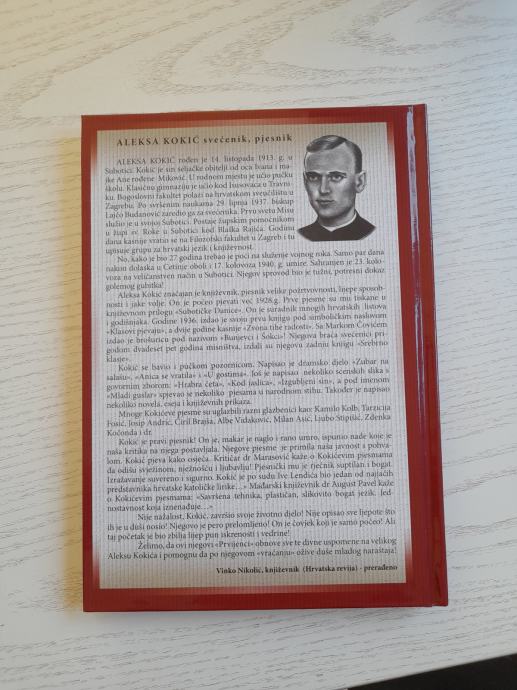 ALEKSA KOKIĆ svećenik, pjesnik
ALEKSA KOKIĆ rođen je 14. listopada 1913. g. u
Subotici. Kokić je sin seljačke obitelji od oca Ivana i maj-
ke Ane rođene Miković. U rodnom mjestu je učio pučku
školu. Klasičnu gimnaziju je učio kod Isusovaca u Travni-
ku. Bogoslovni fakultet polazi na hrvatskom sveučilištu u
Zagrebu. Po svršenim naukama 29. lipnja 1937. biskup
Lajčo Budanović zaredio ga za svećenika. Prvu svetu Misu
služio je u svojoj Subotici. Postaje župskim pomoćnikom
u župi sv. Roke u Subotici kod Blaška Rajića. Godinu
dana kasnije vratio se na Filozofski fakultet u Zagreb i tu
upisuje grupu za hrvatski jezik i književnost.
No, kako je bio 27 godina trebao je poći na služenje vojnog roka. Samo par dana
nakon dolaska u Cetinje oboli i 17. kolovoza 1940. g. umire. Sahranjen je 23. kolo-
voza na veličanstven način u Subotici. Njegov sprovod bio je tužni, potresni dokaz
golemog gubitka!
Aleksa Kokić značajan je književnik, pjesnik velike požrtvovnosti, lijepe sposob-
nosti i jake volje. On je počeo pjevati već 1928.g. Prve pjesme su mu tiskane u
književnom prilogu «Subotičke Danice». On je suradnik mnogih hrvatskih listova
i godišnjaka. Godine 1936. izdao je svoju prvu knjigu pod simboličkim naslovom
«Klasovi pjevaju», a dvije godine kasnije «Zvona tihe radosti». Sa Markom Čovićem
izdao je brošuricu pod nazivom «Bunjevci i Šokci»! Njegova braća svećenici pri-
godom dvadeset pet godina misništva, izdali su njegovu zadnju knjigu «Srebrno
klasje».
Kokić se bavio i pučkom pozornicom. Napisao je dramsko djelo «Zubar na
salašu», «Anica se vratila» i «U gostima». Još je napisao nekoliko scenskih slika s
govornim zborom: «Hrabra četa», «Kod jaslica», «Izgubljeni sin», a pod imenom
«Mladi guslar» spjevao je nekoliko pjesama u narodnom stihu. Također je napisao
nekoliko novela, eseja i književnih prikaza.
Mnoge Kokićeve pjesme su uglazbili razni glazbenici kao: Kamilo Kolb, Tarzicija
Fosić, Josip Andrić, Ćiril Brajša, Albe Vidaković, Milan Asić, Ljubo Stipišić, Zdenka
Kočonda i dr.
Kokić je pravi pjesnik! On je, makar je naglo i rano umro, ispunio nade koje je
naša kritika na njega postavljala. Njegove pjesme je primila naša javnost s pohva-
lom. Kokić pjeva kako osjeća. Kritičar dr Marasović kaže o Kokićevim pjesmama
da odišu svježinom, nježnošću i ljubavlju! Pjesnički mu je rječnik suptilan i bogat.
Izražavanje suvereno i sigurno. Kokić je po sudu Ive Lendića bio jedan od najjačih
predstavnika hrvatske katoličke lirike...» Mađarski književnik dr August Pavel kaže
o Kokićevim pjesmama: «Savršena tehnika, plastičan, slikovito bogat jezik. Jed-
nostavnost koja iznenađuje...»
Nije nažalost, Kokić, završio svoje životno djelo! Nije opisao sve ljepote što
ih je u duši nosio! Njegovo je pero prelomljeno! On je čovjek koji je samo počeo! Ali
taj početak je bio zbilja lijep pun iskrenosti i vedrine!
Želimo, da ovi njegovi «Prvijenci» obnove sve te divne uspomene na velikog
Aleksu Kokića i pomognu da po njegovom «vraćanju» ožive duše mladog naraštaja!
Vinko Nikolić, književnik (Hrvatska revija) - prerađeno